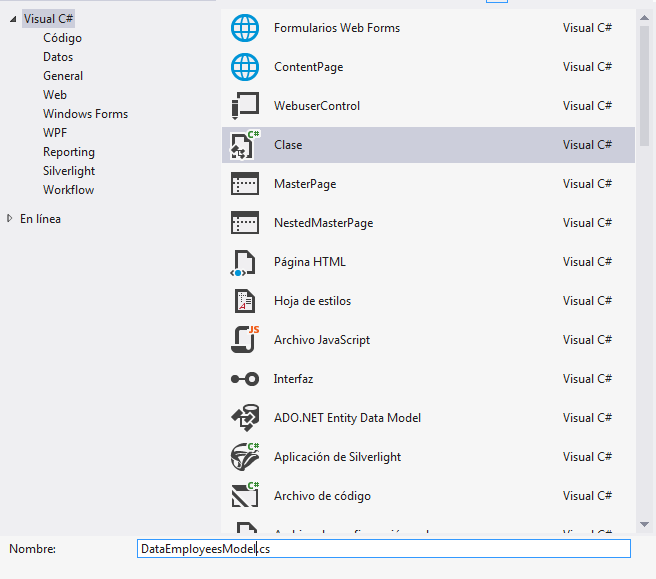 Visual C#
Código
Datos
General
Web
Windows Forms
WPF
Reporting
Silverlight
Workflow
En línea
Formularios Web Forms Visual C#
ContentPage Visual C#
WebuserControl Visual C#
C#
Clase Visual C#
MasterPage Visual C#
NestedMasterPage Visual C#
Página HTML Visual C#
Hoja de estilos Visual C#
JS
Archivo JavaScript Visual C#
Interfaz Visual C#
ADO.NET Entity Data Model Visual C#
C#
Aplicación de Silverlight Visual C#
C#
Archivo de código Visual C#
Nombre: DataEmployeesModel.cs